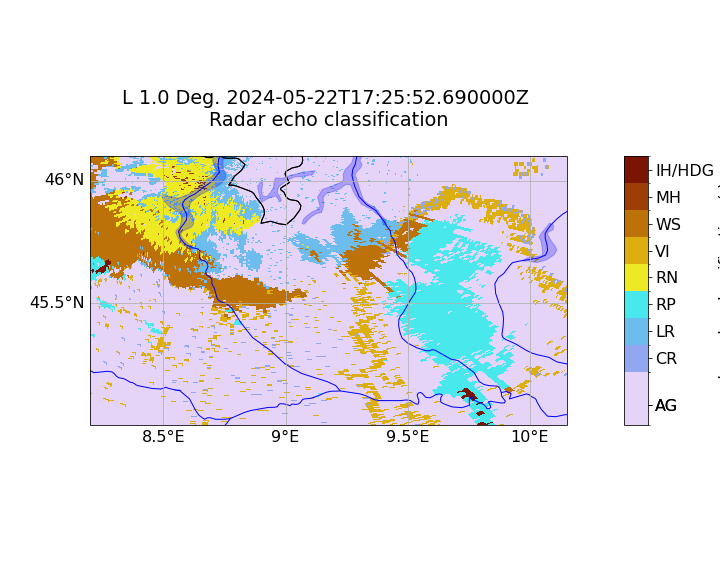 L 1.0 Deg. 2024-05-22T17:25:52.690000Z
Radar echo classification
46°N
45.5°N
8.5°E
9°E
9.5°E
10°E
IH/HDG
MH
WS
VI
RN
RP
LR
CR
AG